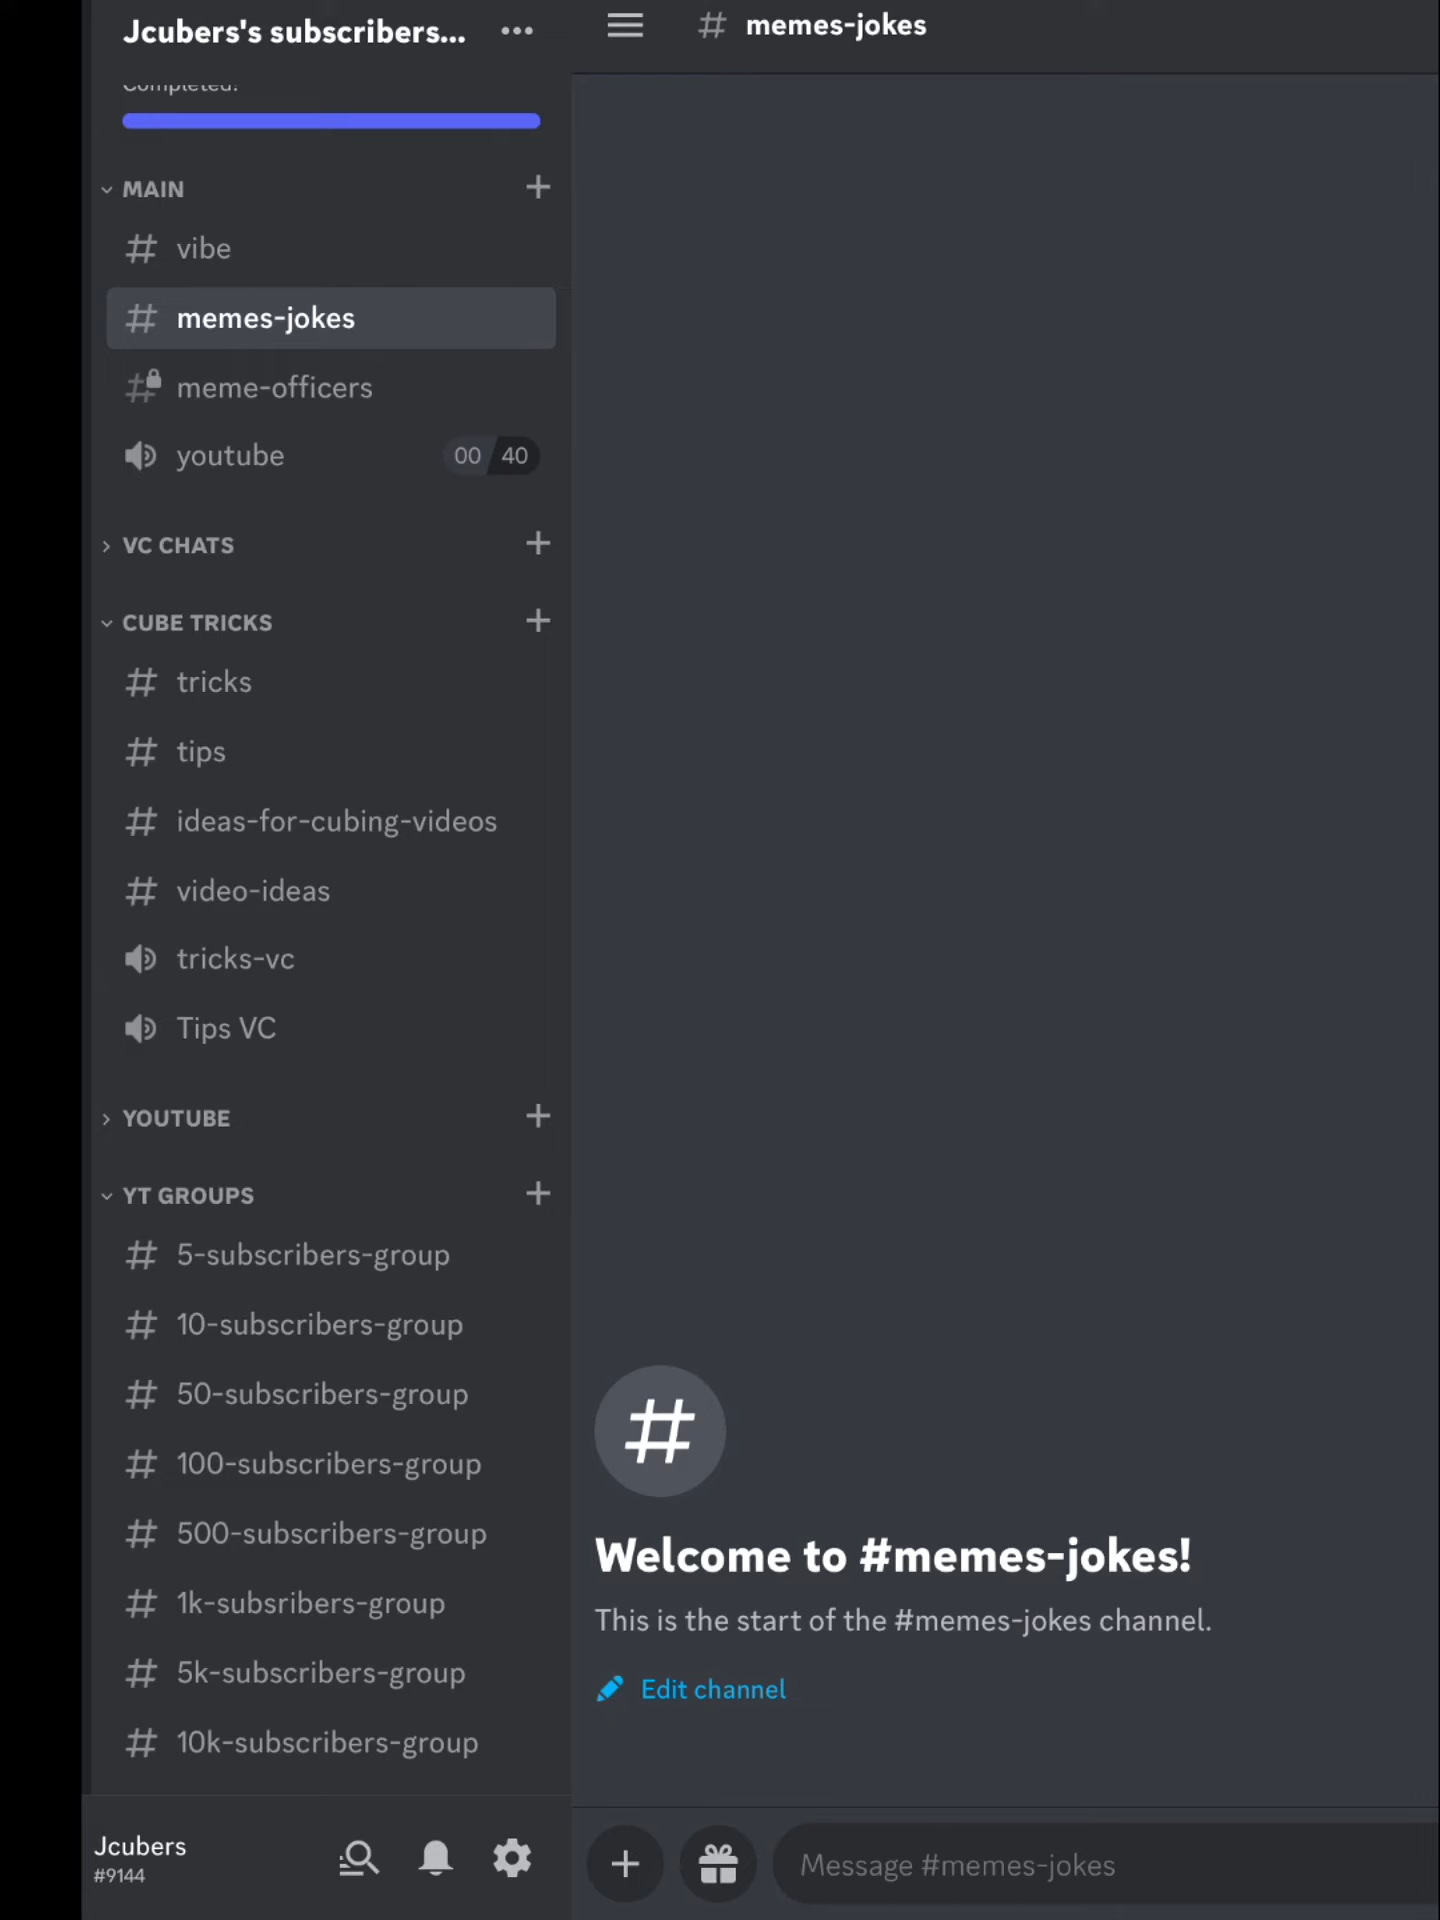 Jcubers's subscribers...
Completed!
MAIN
vibe
memes-jokes
meme-officers
youtube 00 40
VC CHATS
CUBE TRICKS
tricks
tips
ideas-for-cubing-videos
video-ideas
tricks-vc
Tips VC
YOUTUBE
YT GROUPS
5-subscribers-group
10-subscribers-group
50-subscribers-group
100-subscribers-group
500-subscribers-group
1k-subsribers-group
5k-subscribers-group
10k-subscribers-group
Jcubers
#9144
# memes-jokes
Welcome to #memes-jokes!
This is the start of the #memes-jokes channel.
Edit channel
Message #memes-jokes